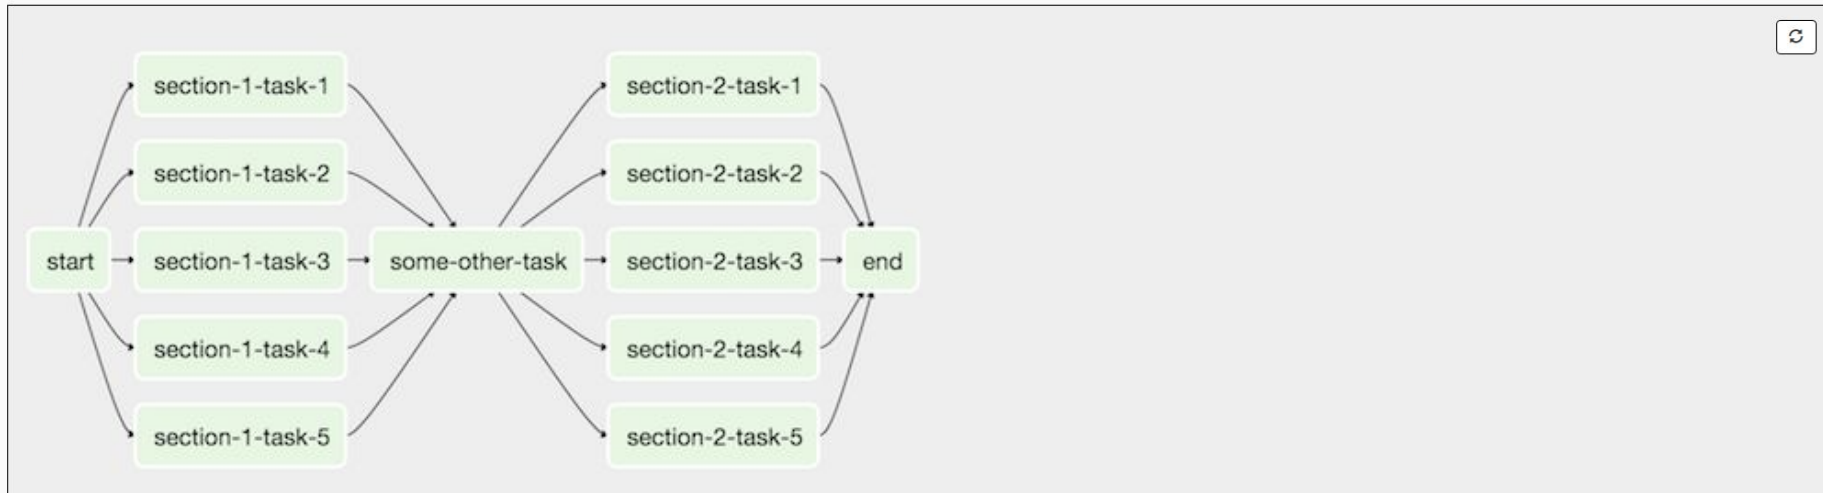 section-1-task-1
section-2-task-1
section-1-task-2
section-2-task-2
start
section-1-task-3
some-other-task
section-2-task-3
end
section-1-task-4
section-2-task-4
section-1-task-5
section-2-task-5